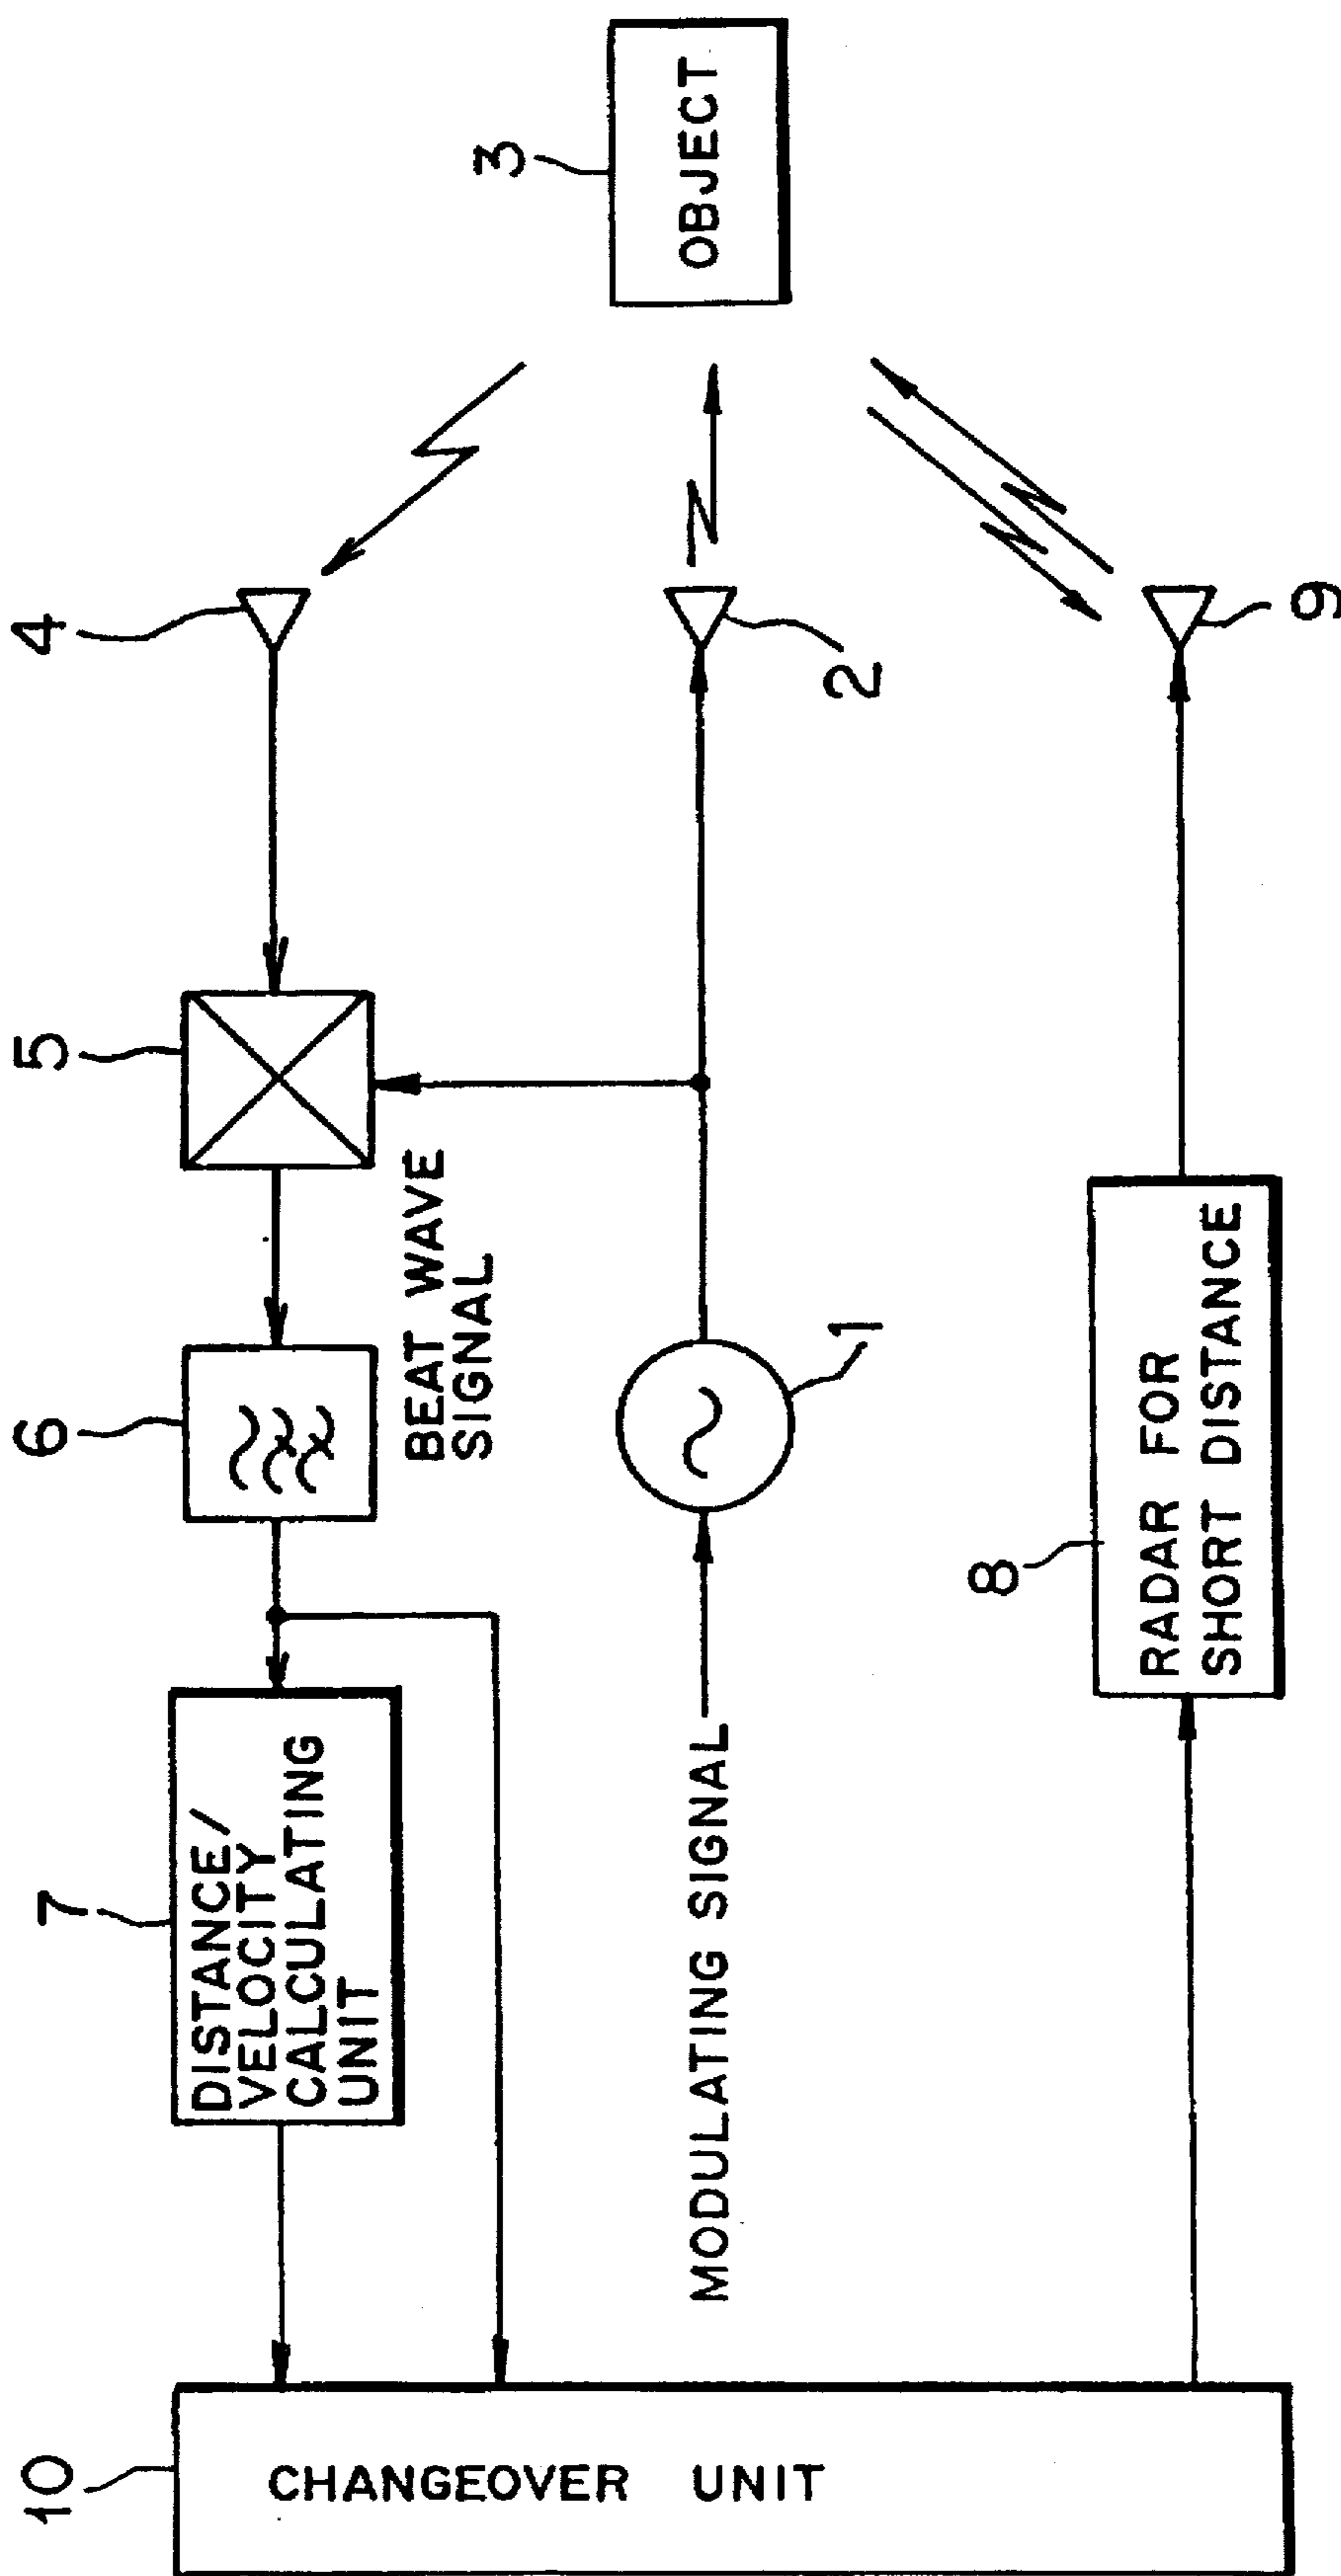 10
CHANGEOVER UNIT
7
DISTANCE/
VELOCITY
CALCULATING
UNIT
6
5
4
BEAT WAVE
SIGNAL
MODULATING SIGNAL
1
2
3
OBJECT
8
RADAR FOR
SHORT DISTANCE
9